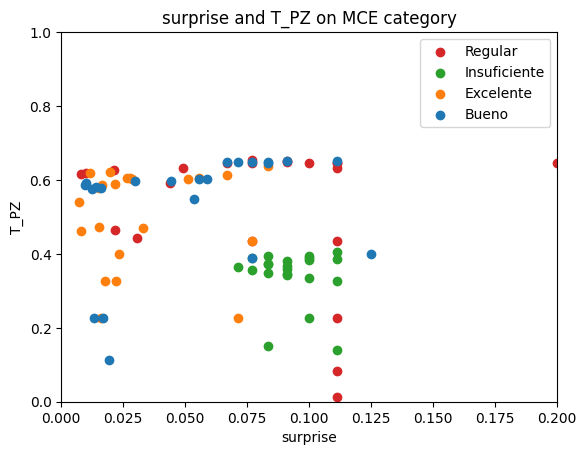 surprise and T_PZ on MCE category
Regular
Insuficiente
Excelente
Bueno
T_PZ
1.0
0.8
0.6
0.4
0.2
0.0
0.000 0.025 0.050 0.075 0.100 0.125 0.150 0.175 0.200
surprise